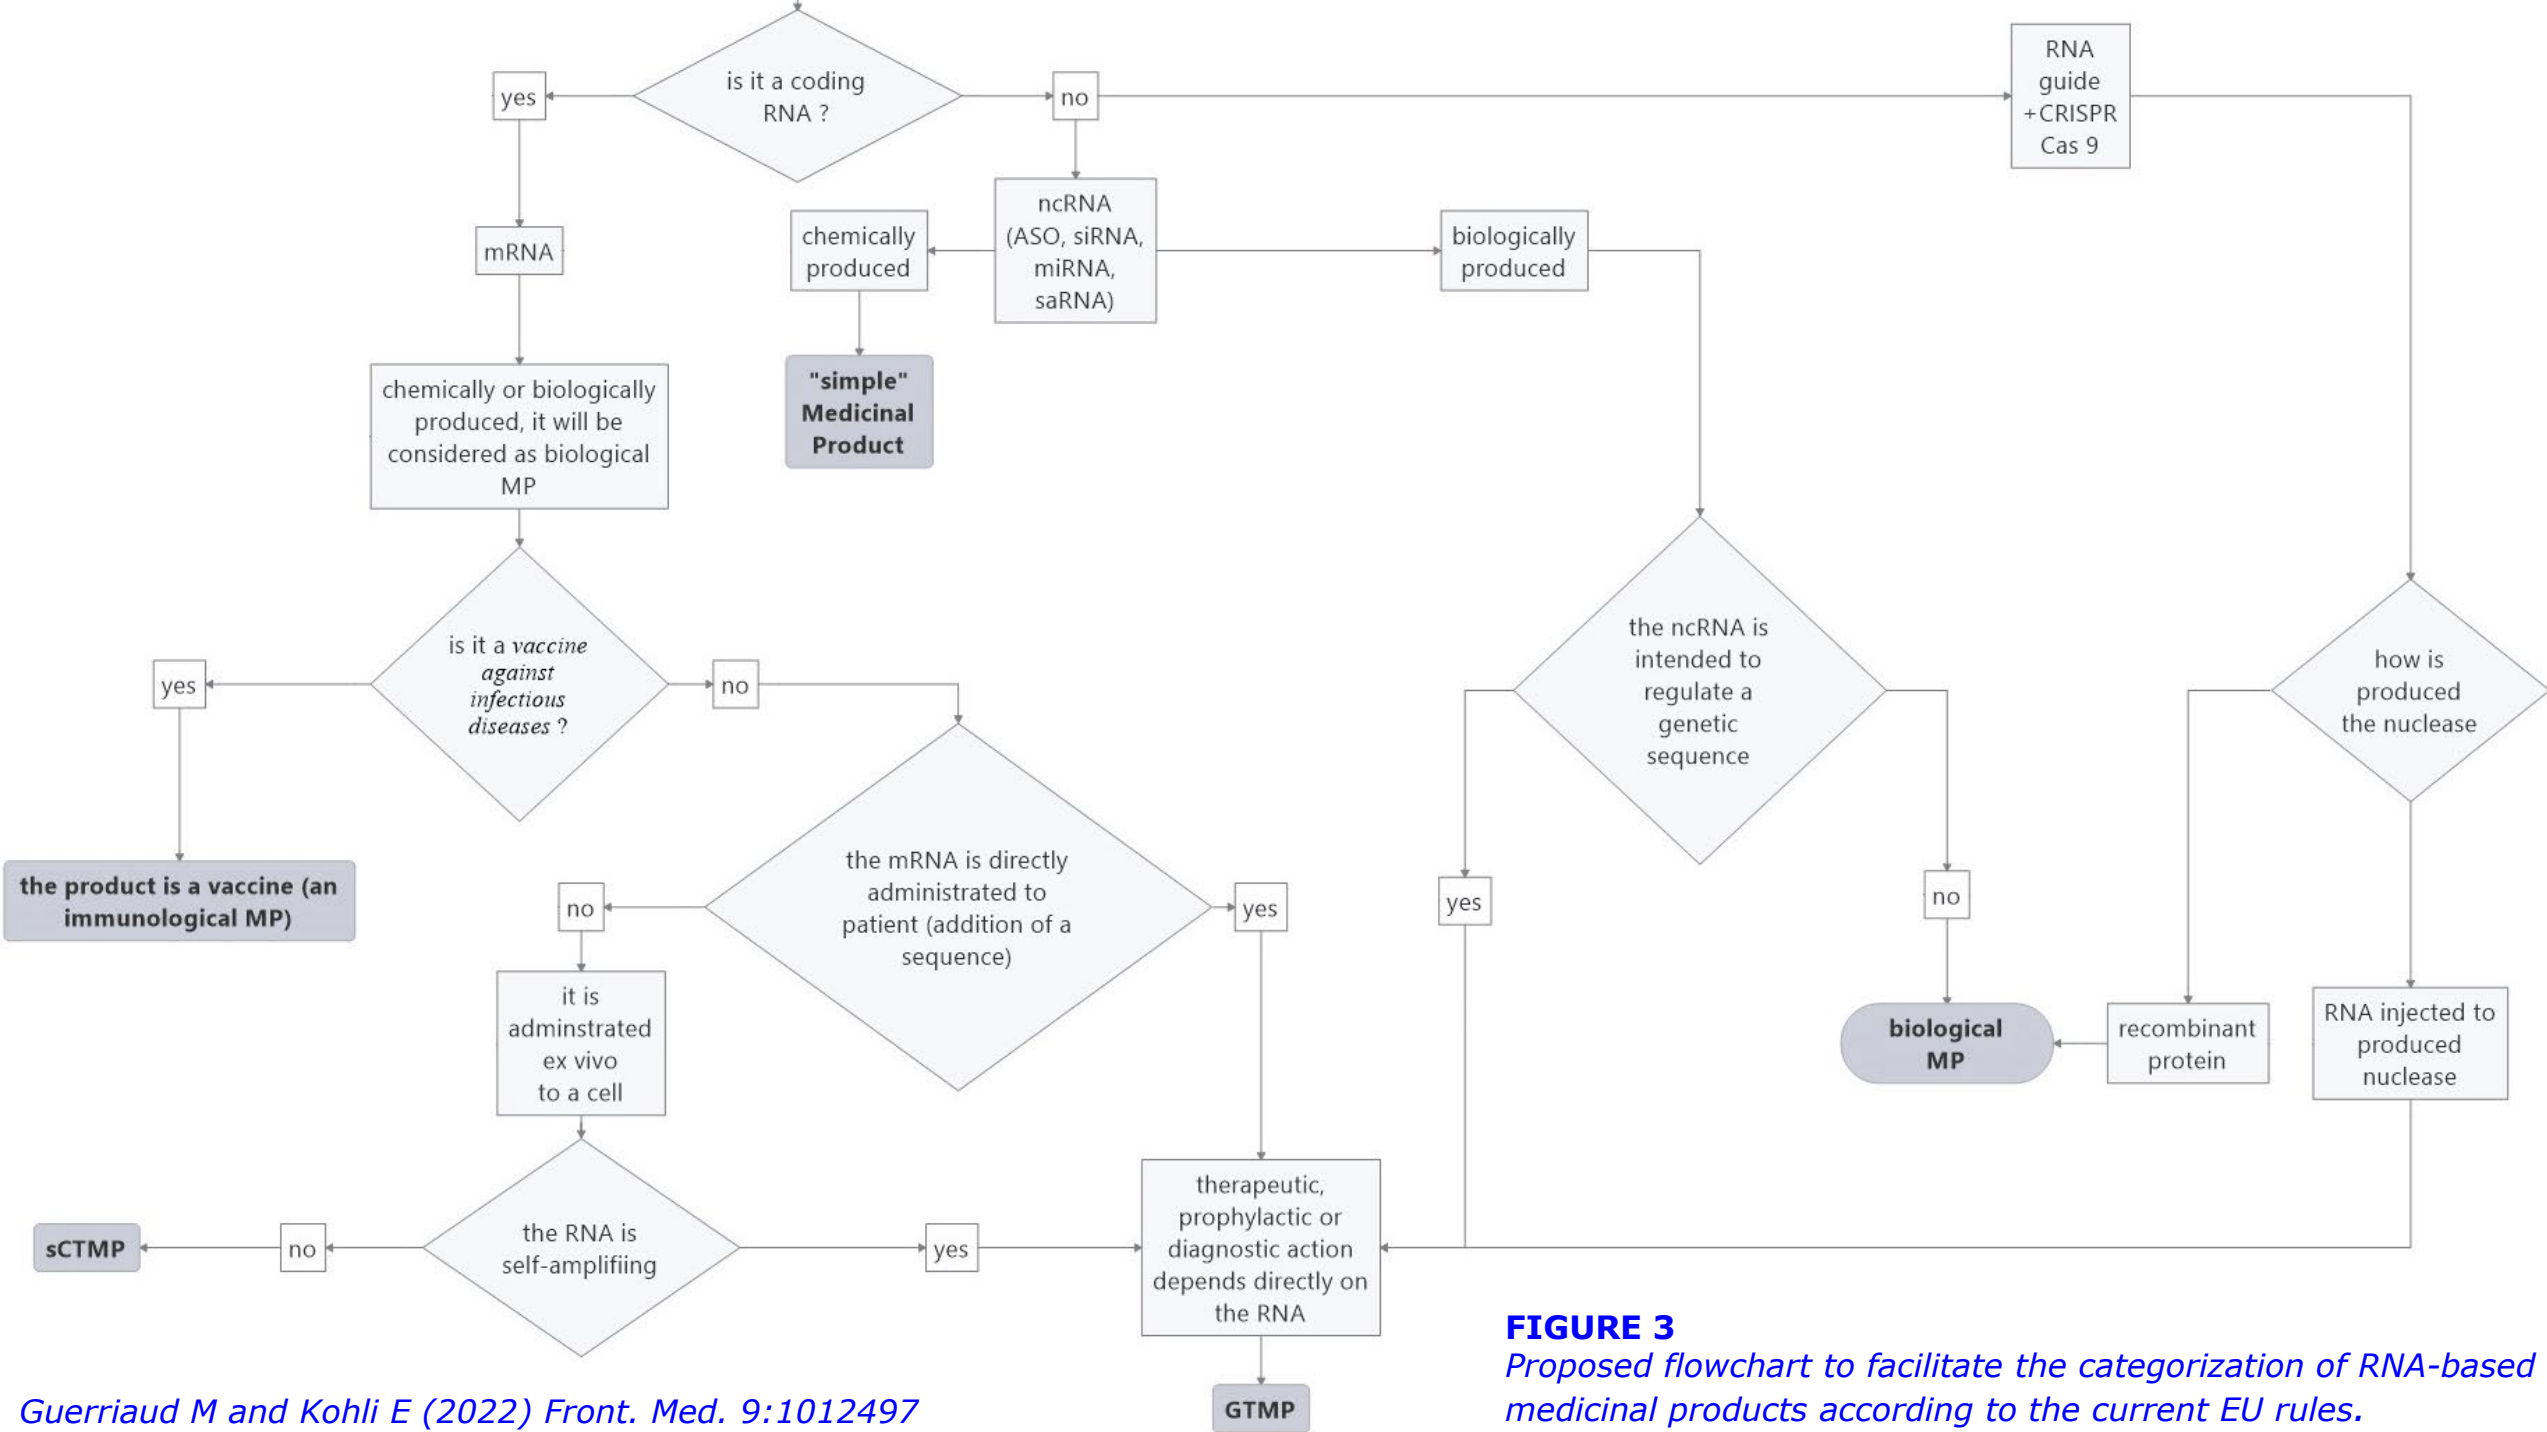 is it a coding
RNA ?
yes
no
RNA
guide
+CRISPR
Cas 9
mRNA
chemically
produced
ncRNA
(ASO, siRNA,
miRNA,
saRNA)
biologically
produced
"simple"
Medicinal
Product
chemically or biologically
produced, it will be
considered as biological
MP
is it a vaccine
against
infectious
diseases ?
yes
no
the product is a vaccine (an
immunological MP)
the mRNA is directly
administrated to
patient (addition of a
sequence)
no
yes
it is
adminstrated
ex vivo
to a cell
the RNA is
self-amplifiing
no
sCTMP
yes
the ncRNA is
intended to
regulate a
genetic
sequence
yes
no
how is
produced
the nuclease
biological
MP
recombinant
protein
RNA injected to
produced
nuclease
therapeutic,
prophylactic or
diagnostic action
depends directly on
the RNA
GTMP
FIGURE 3
Proposed flowchart to facilitate the categorization of RNA-based
medicinal products according to the current EU rules.
Guerriaud M and Kohli E (2022) Front. Med. 9:1012497